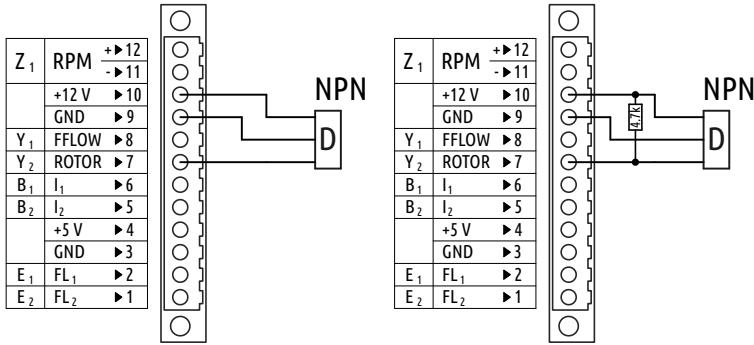 Z₁ RPM +▶12
-▶11
+12 V ▶10
GND ▶9
Y₁ FFLOW ▶8
Y₂ ROTOR ▶7
B₁ I₁ ▶6
B₂ I₂ ▶5
+5 V ▶4
GND ▶3
E₁ FL₁ ▶2
E₂ FL₂ ▶1
NPN
D
Z₁ RPM +▶12
-▶11
+12 V ▶10
GND ▶9
Y₁ FFLOW ▶8
Y₂ ROTOR ▶7
B₁ I₁ ▶6
B₂ I₂ ▶5
+5 V ▶4
GND ▶3
E₁ FL₁ ▶2
E₂ FL₂ ▶1
4.7k
NPN
D